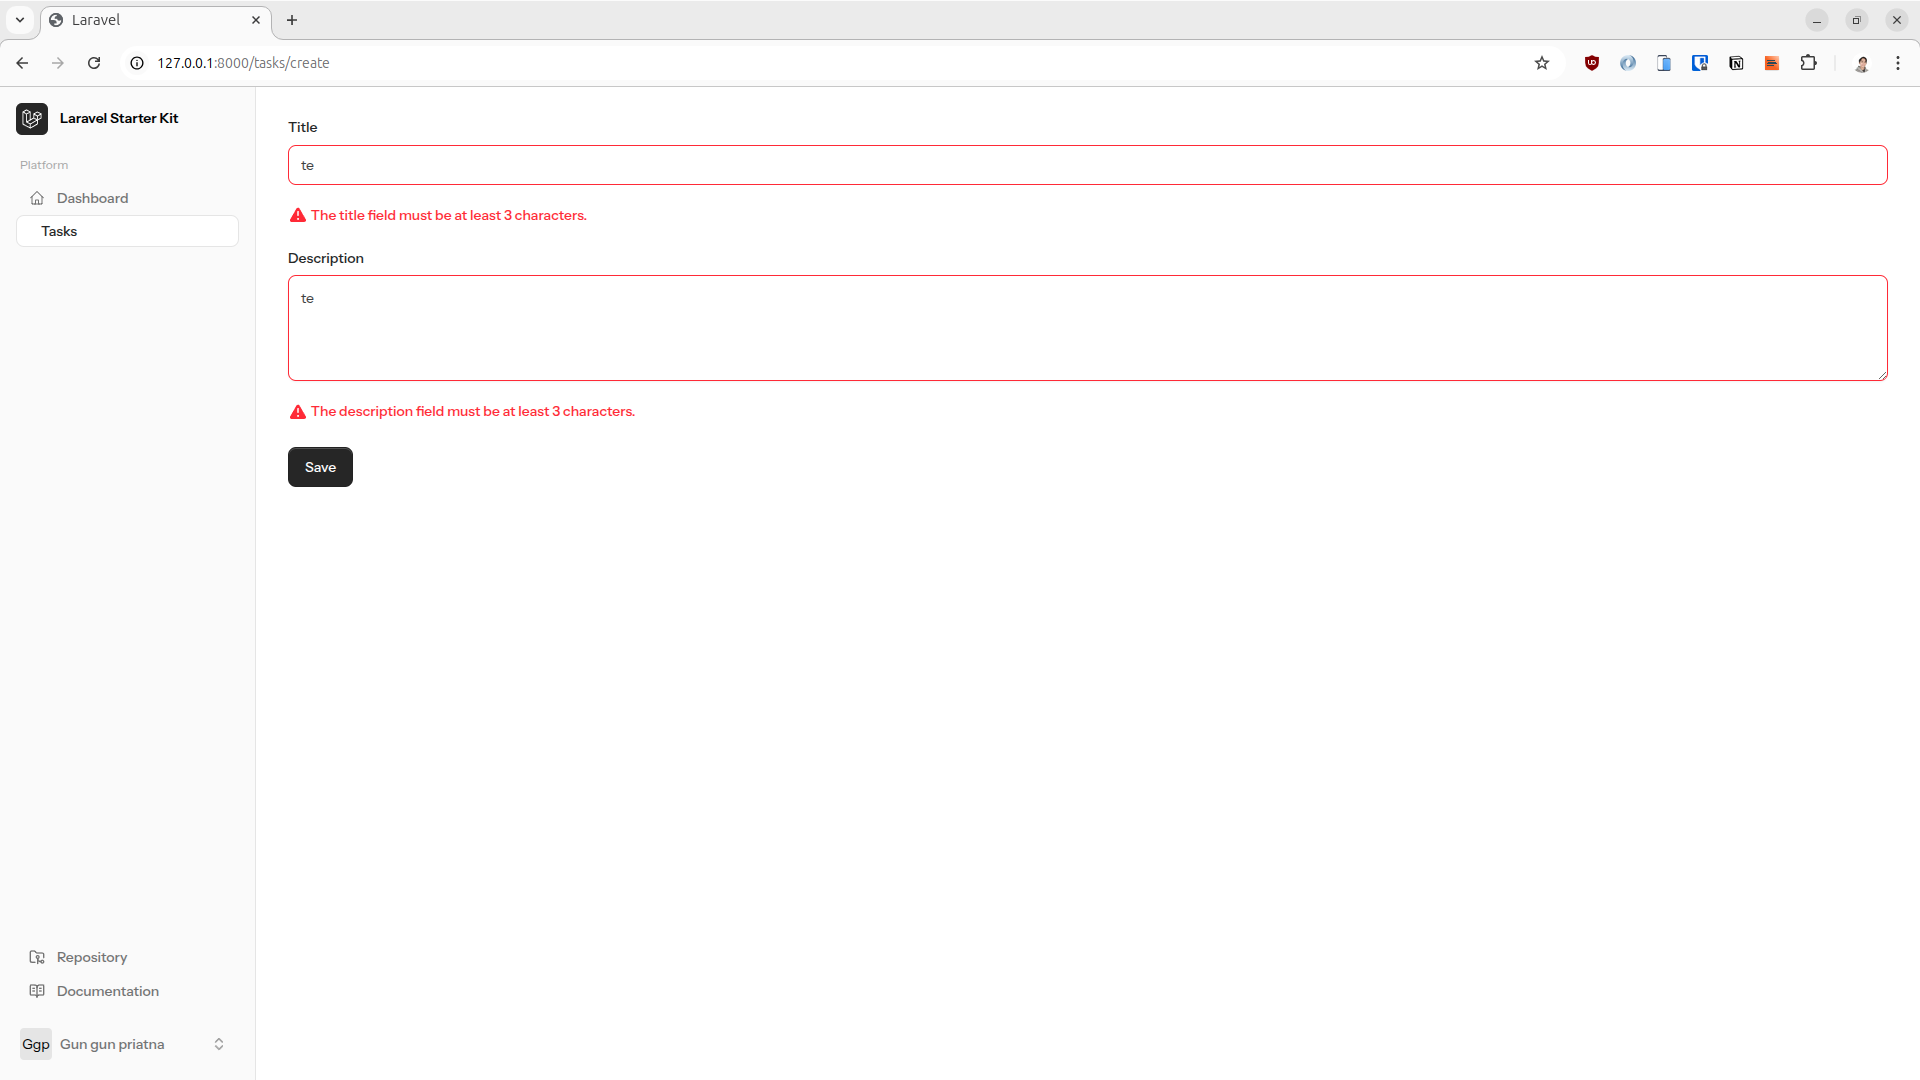 Laravel
127.0.0.1:8000/tasks/create
Laravel Starter Kit
Platform
Dashboard
Tasks
Title
te
The title field must be at least 3 characters.
Description
te
The description field must be at least 3 characters.
Save
Repository
Documentation
Ggp Gun gun priatna